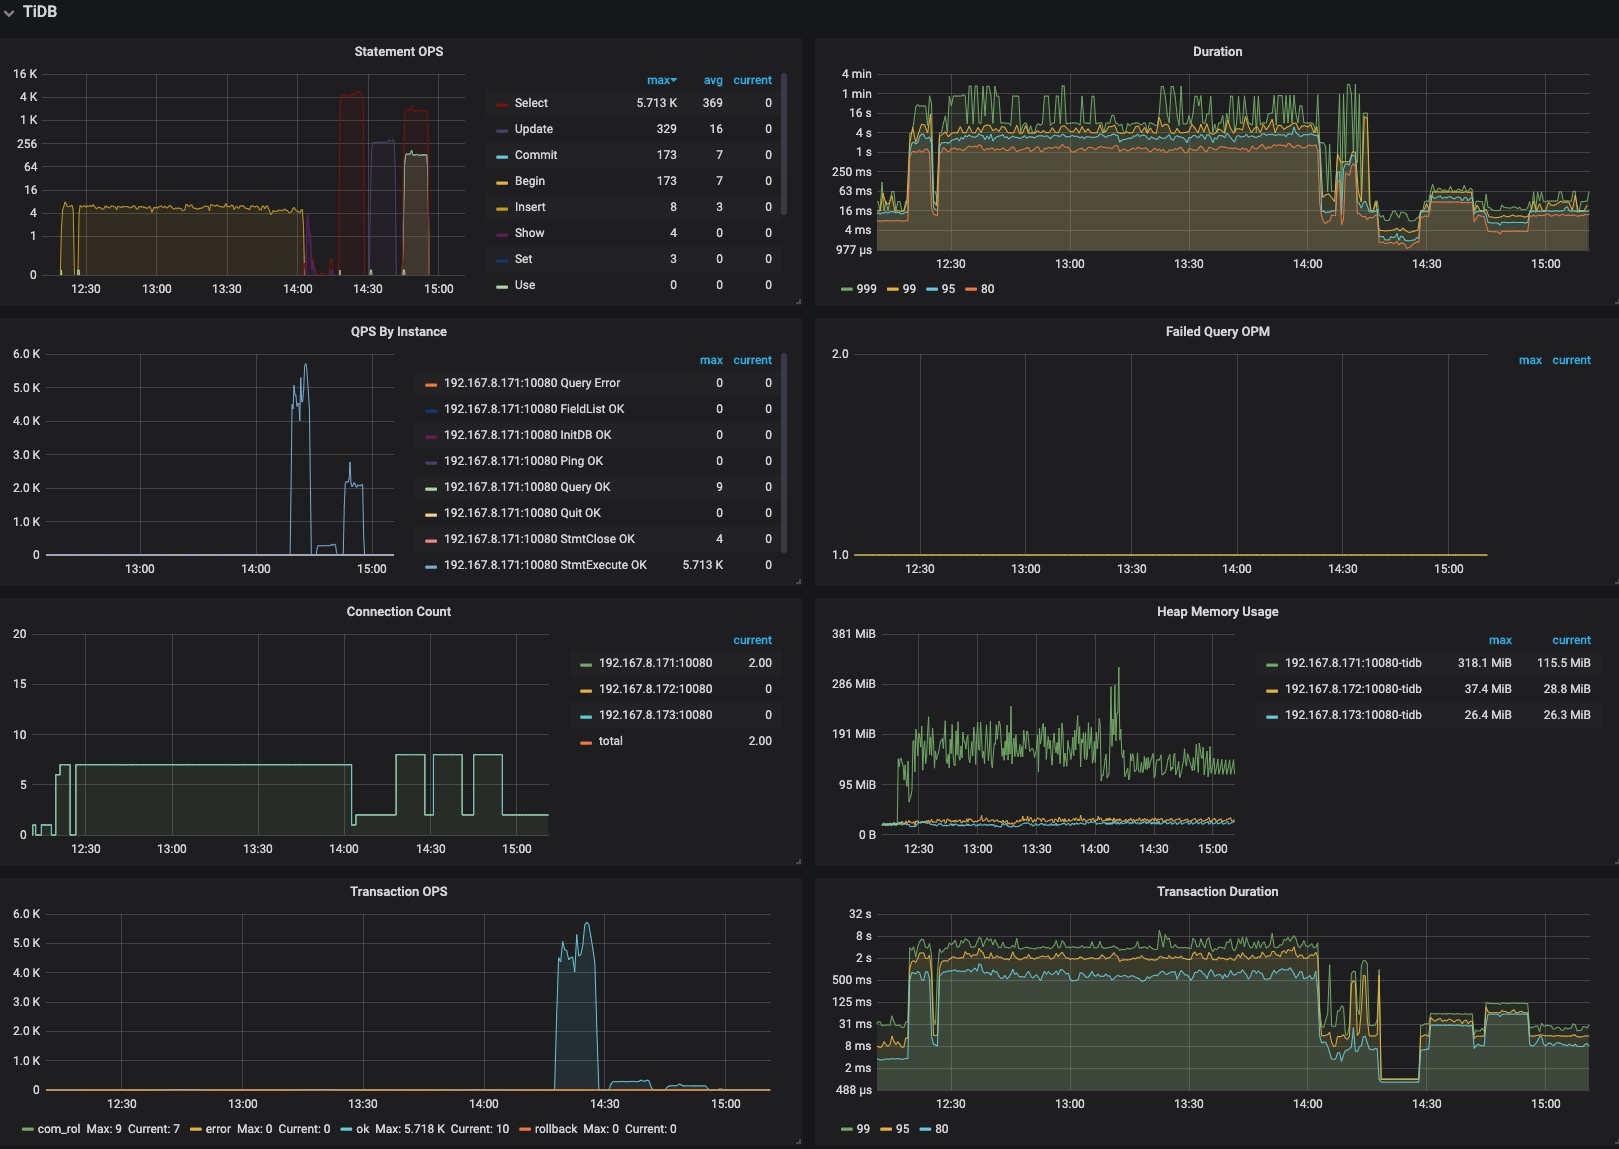 TiDB
Statement OPS
16 K
4 K
1 K
256
64
16
4
1
0
12:30 13:00 13:30 14:00 14:30 15:00
max avg current
Select 5.713 K 369 0
Update 329 16 0
Commit 173 7 0
Begin 173 7 0
Insert 8 3 0
Show 4 0 0
Set 3 0 0
Use 0 0 0
Duration
4 min
1 min
16 s
4 s
1 s
250 ms
63 ms
16 ms
4 ms
977 µs
12:30 13:00 13:30 14:00 14:30 15:00
999 99 95 80
QPS By Instance
6.0 K
5.0 K
4.0 K
3.0 K
2.0 K
1.0 K
0
13:00 14:00 15:00
max current
192.167.8.171:10080 Query Error 0 0
192.167.8.171:10080 FieldList OK 0 0
192.167.8.171:10080 InitDB OK 0 0
192.167.8.171:10080 Ping OK 0 0
192.167.8.171:10080 Query OK 9 0
192.167.8.171:10080 Quit OK 0 0
192.167.8.171:10080 StmtClose OK 4 0
192.167.8.171:10080 StmtExecute OK 5.713 K 0
Failed Query OPM
2.0
1.0
12:30 13:00 13:30 14:00 14:30 15:00
max current
Connection Count
20
15
10
5
0
12:30 13:00 13:30 14:00 14:30 15:00
current
192.167.8.171:10080 2.00
192.167.8.172:10080 0
192.167.8.173:10080 0
total 2.00
Heap Memory Usage
381 MiB
286 MiB
191 MiB
95 MiB
0 B
12:30 13:00 13:30 14:00 14:30 15:00
max current
192.167.8.171:10080-tidb 318.1 MiB 115.5 MiB
192.167.8.172:10080-tidb 37.4 MiB 28.8 MiB
192.167.8.173:10080-tidb 26.4 MiB 26.3 MiB
Transaction OPS
6.0 K
5.0 K
4.0 K
3.0 K
2.0 K
1.0 K
0
12:30 13:00 13:30 14:00 14:30 15:00
com_rol Max: 9 Current: 7 error Max: 0 Current: 0 ok Max: 5.718 K Current: 10 rollback Max: 0 Current: 0
Transaction Duration
32 s
8 s
2 s
500 ms
125 ms
31 ms
8 ms
2 ms
488 µs
12:30 13:00 13:30 14:00 14:30 15:00
99 95 80